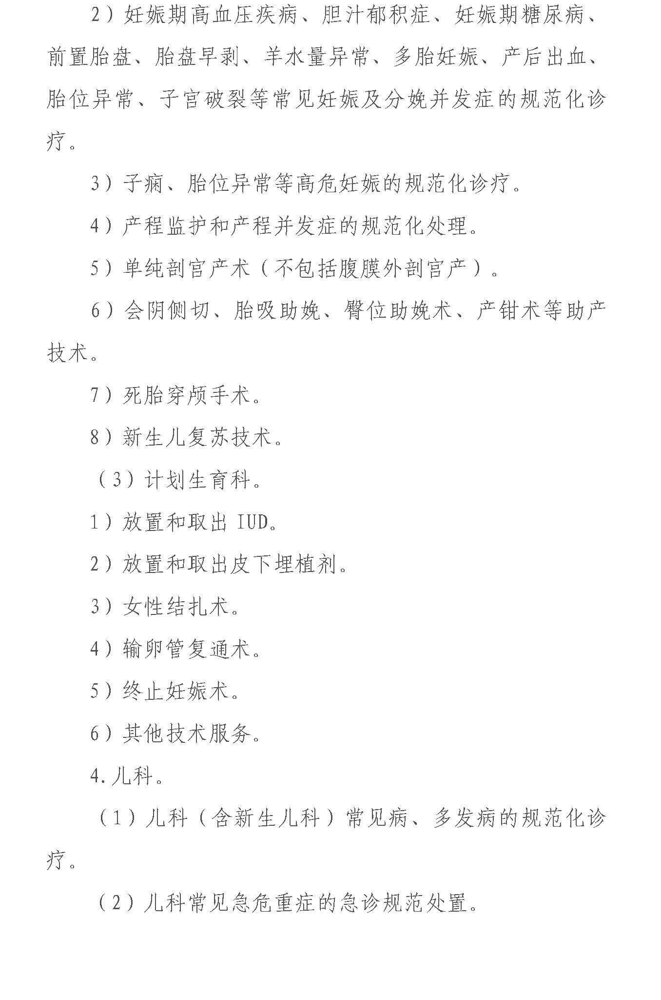 2）妊娠期高血压疾病、胆汁郁积症、妊娠期糖尿病、
前置胎盘、胎盘早剥、羊水量异常、多胎妊娠、产后出血、
胎位异常、子宫破裂等常见妊娠及分娩并发症的规范化诊
疗。
3）子痫、胎位异常等高危妊娠的规范化诊疗。
4）产程监护和产程并发症的规范化处理。
5）单纯剖宫产术（不包括腹膜外剖宫产）。
6）会阴侧切、胎吸助娩、臀位助娩术、产钳术等助产
技术。
7）死胎穿颅手术。
8）新生儿复苏技术。
（3）计划生育科。
1）放置和取出 IUD。
2）放置和取出皮下埋植剂。
3）女性结扎术。
4）输卵管复通术。
5）终止妊娠术。
6）其他技术服务。
4.儿科。
（1）儿科（含新生儿科）常见病、多发病的规范化诊
疗。
（2）儿科常见急危重症的急诊规范处置。